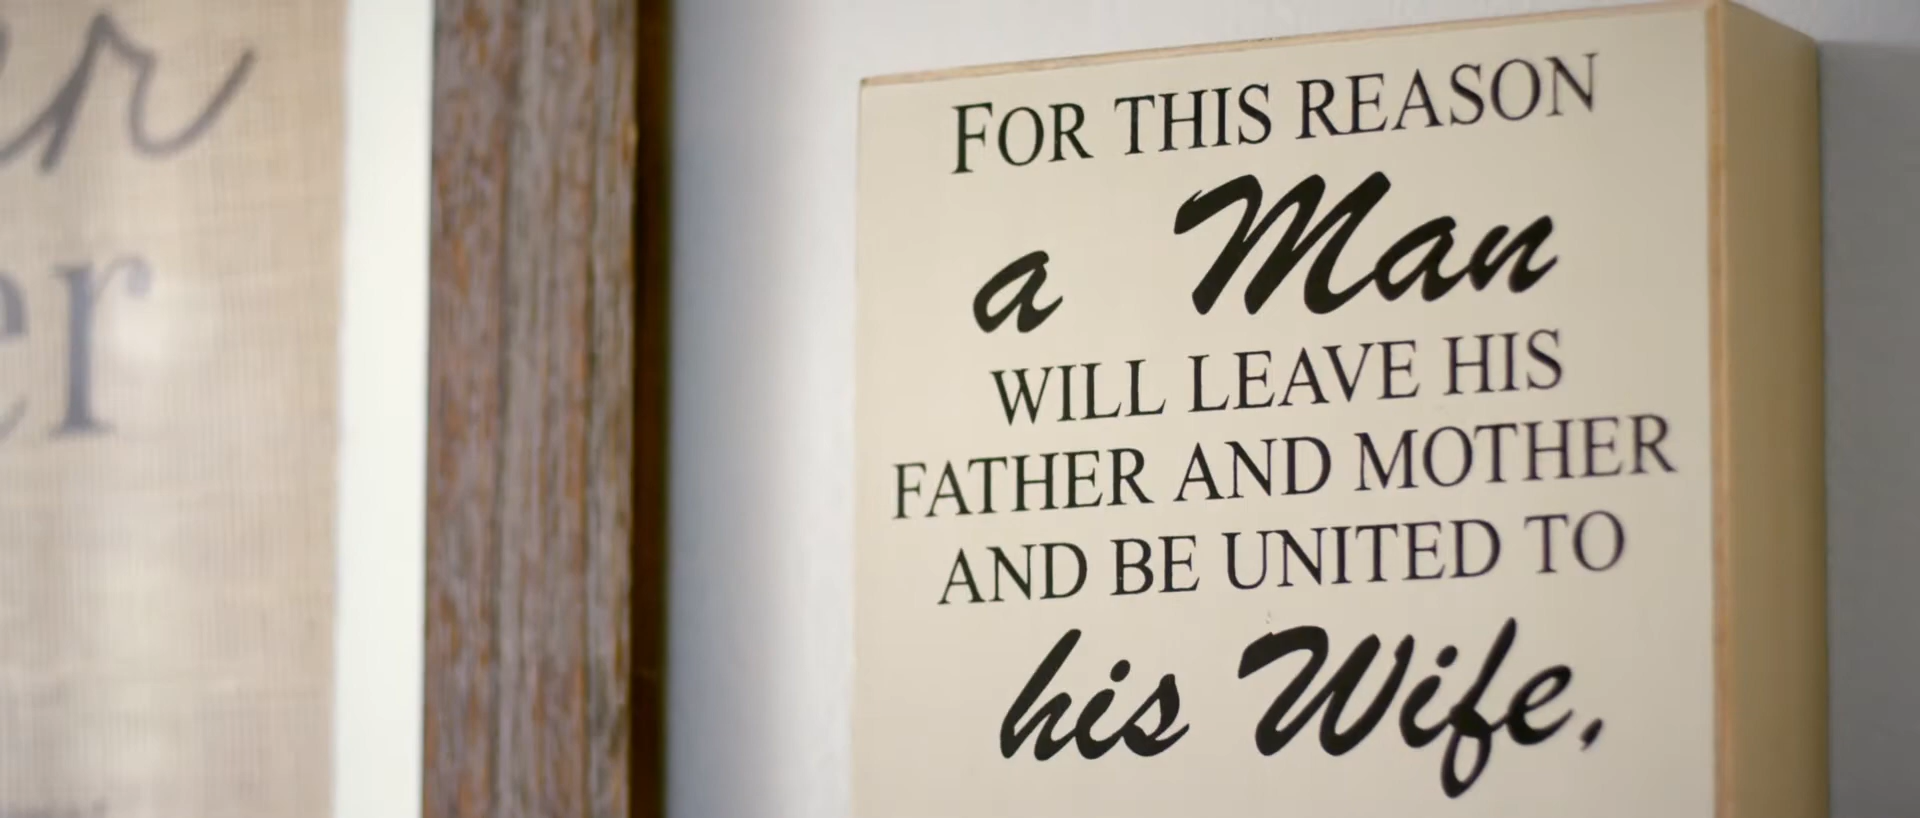 FOR THIS REASON
a Man
WILL LEAVE HIS
FATHER AND MOTHER
AND BE UNITED TO
his Wife,